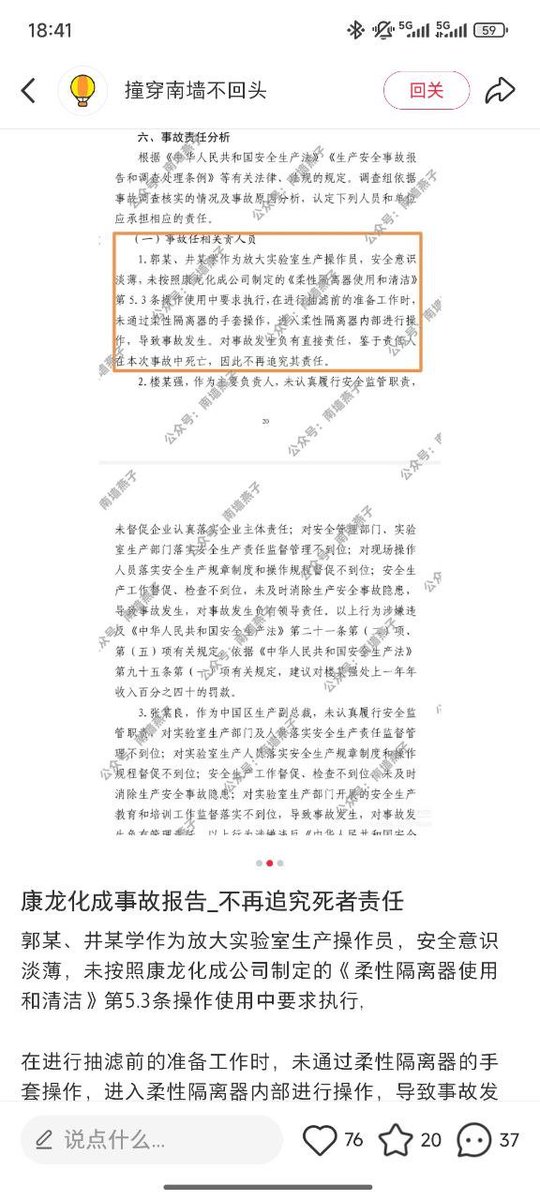 18:41
5G
5G
59
撞穿南墙不回头
回关
六、事故责任分析
根据《中华人民共和国安全生产法》《生产安全事故报
告和调查处理条例》等有关法律、法规的规定。调查组依据
事故调查核实的情况及事故原因分析，认定下列人员和单位
应承担相应的责任。
（一）事故任相关责人员
1.郭某、井某学作为放大实验室生产操作员，安全意识
淡薄，未按照康龙化成公司制定的《柔性隔离器使用和清洁》
第5.3条操作使用中要求执行，在进行抽滤前的准备工作时，
未通过柔性隔离器的手套操作，进入柔性隔离器内部进行操
作，导致事故发生。对事故发生负有直接责任，鉴于责任人
在本次事故中死亡，因此不再追究其责任。
2.楼某强，作为主要负责人，未认真履行安全监管职责，
20
未督促企业认真落实企业主体责任；对安全管理部门、实验
室生产部门落实安全生产责任监督管理不到位；对现场操作
人员落实安全生产规章制度和操作规程督促不到位；安全生
产工作督促、检查不到位，未及时消除生产安全事故隐患，
导致事故发生，对事故发生负有领导责任。以上行为涉嫌违
反《中华人民共和国安全生产法》第二十一条第（二）项、
第（五）项有关规定，依据《中华人民共和国安全生产法》
第九十五条第（一）项有关规定，建议对楼某强处上一年年
收入百分之四十的罚款。
3.张某良，作为中国区生产副总裁，未认真履行安全监
管职责，对实验室生产部门及人员落实安全生产责任监督管
理不到位；对实验室生产人员落实安全生产规章制度和操作
规程督促不到位；安全生产工作督促、检查不到位，未及时
消除生产安全事故隐患；对实验室生产部门开展的安全生产
教育和培训工作监督落实不到位，导致事故发生，对事故发
生负有管理责任。以上行为涉嫌违反《中华人民共和国安全
公众号：南墙燕子
康龙化成事故报告_不再追究死者责任
郭某、井某学作为放大实验室生产操作员，安全意识
淡薄，未按照康龙化成公司制定的《柔性隔离器使用
和清洁》第5.3条操作使用中要求执行,
在进行抽滤前的准备工作时，未通过柔性隔离器的手
套操作，进入柔性隔离器内部进行操作，导致事故发
说点什么...
76
20
37